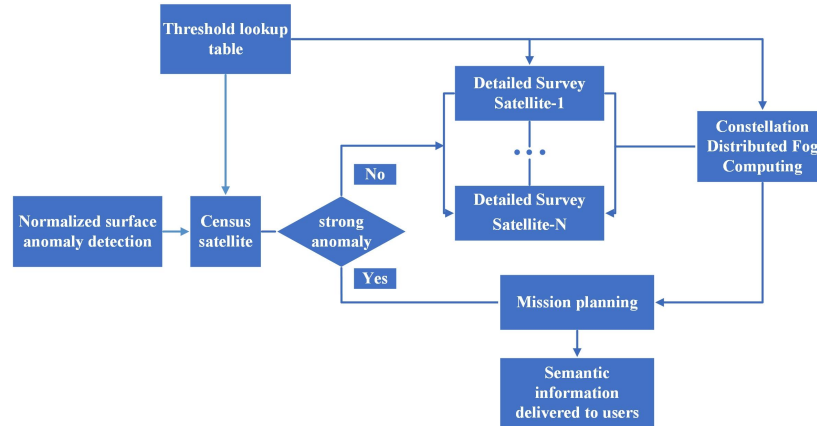 Threshold lookup
table
Detailed Survey
Satellite-1
Constellation
Distributed Fog
Computing
No
Detailed Survey
Satellite-N
Normalized surface
anomaly detection
Census
satellite
strong
anomaly
Yes
Mission planning
Semantic
information
delivered to users